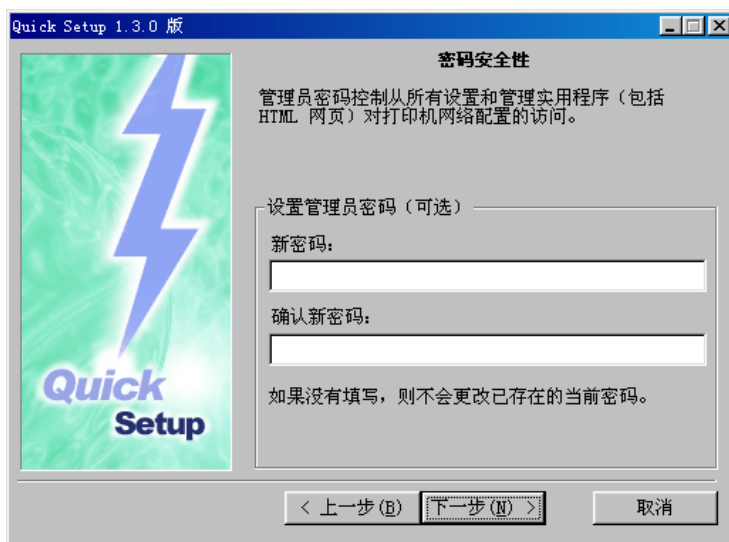 Quick Setup 1.3.0 版
密码安全性
管理员密码控制从所有设置和管理实用程序（包括
HTML 网页）对打印机网络配置的访问。
设置管理员密码（可选）
新密码：
确认新密码：
如果没有填写，则不会更改已存在的当前密码。
Quick
Setup
< 上一步(B)
下一步(N) >
取消